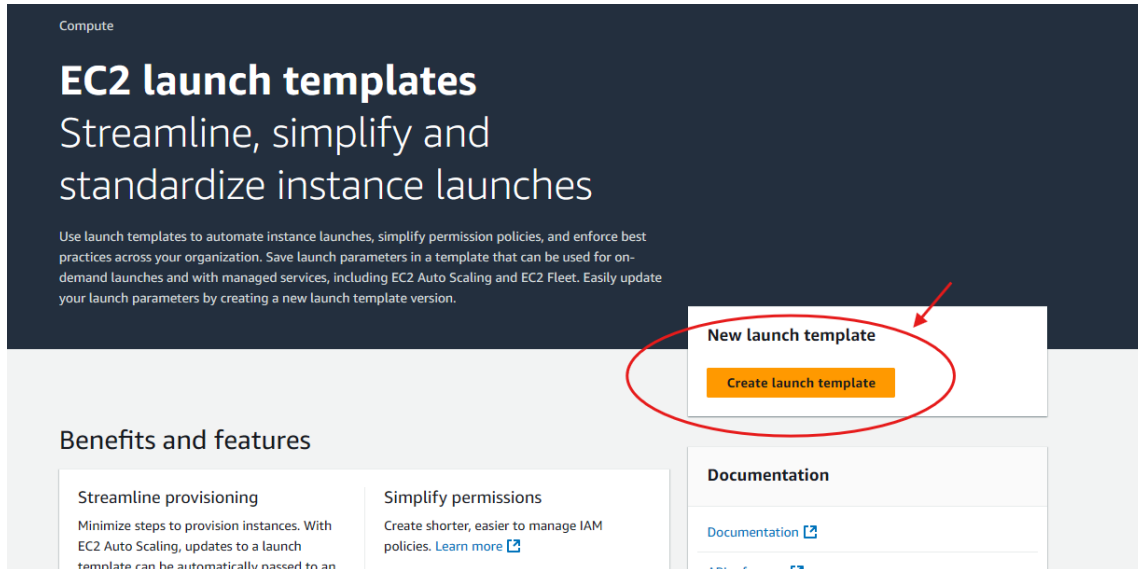 Compute
EC2 launch templates
Streamline, simplify and
standardize instance launches
Use launch templates to automate instance launches, simplify permission policies, and enforce best
practices across your organization. Save launch parameters in a template that can be used for on-
demand launches and with managed services, including EC2 Auto Scaling and EC2 Fleet. Easily update
your launch parameters by creating a new launch template version.
New launch template
Create launch template
Benefits and features
Streamline provisioning
Minimize steps to provision instances. With
EC2 Auto Scaling, updates to a launch
template can be automatically passed to an
Simplify permissions
Create shorter, easier to manage IAM
policies. Learn more
Documentation
Documentation